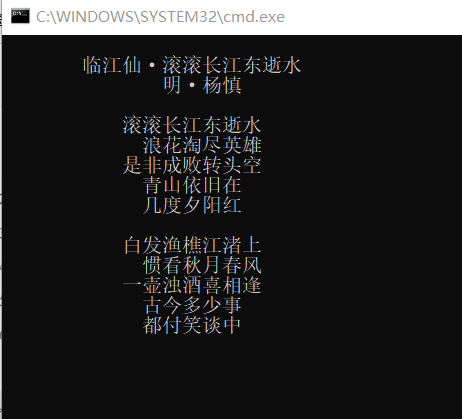 C:\WINDOWS\SYSTEM32\cmd.exe
临江仙·滚滚长江东逝水
明·杨慎
滚滚长江东逝水
浪花淘尽英雄
是非成败转头空
青山依旧在
几度夕阳红
白发渔樵江渚上
惯看秋月春风
一壶浊酒喜相逢
古今多少事
都付笑谈中